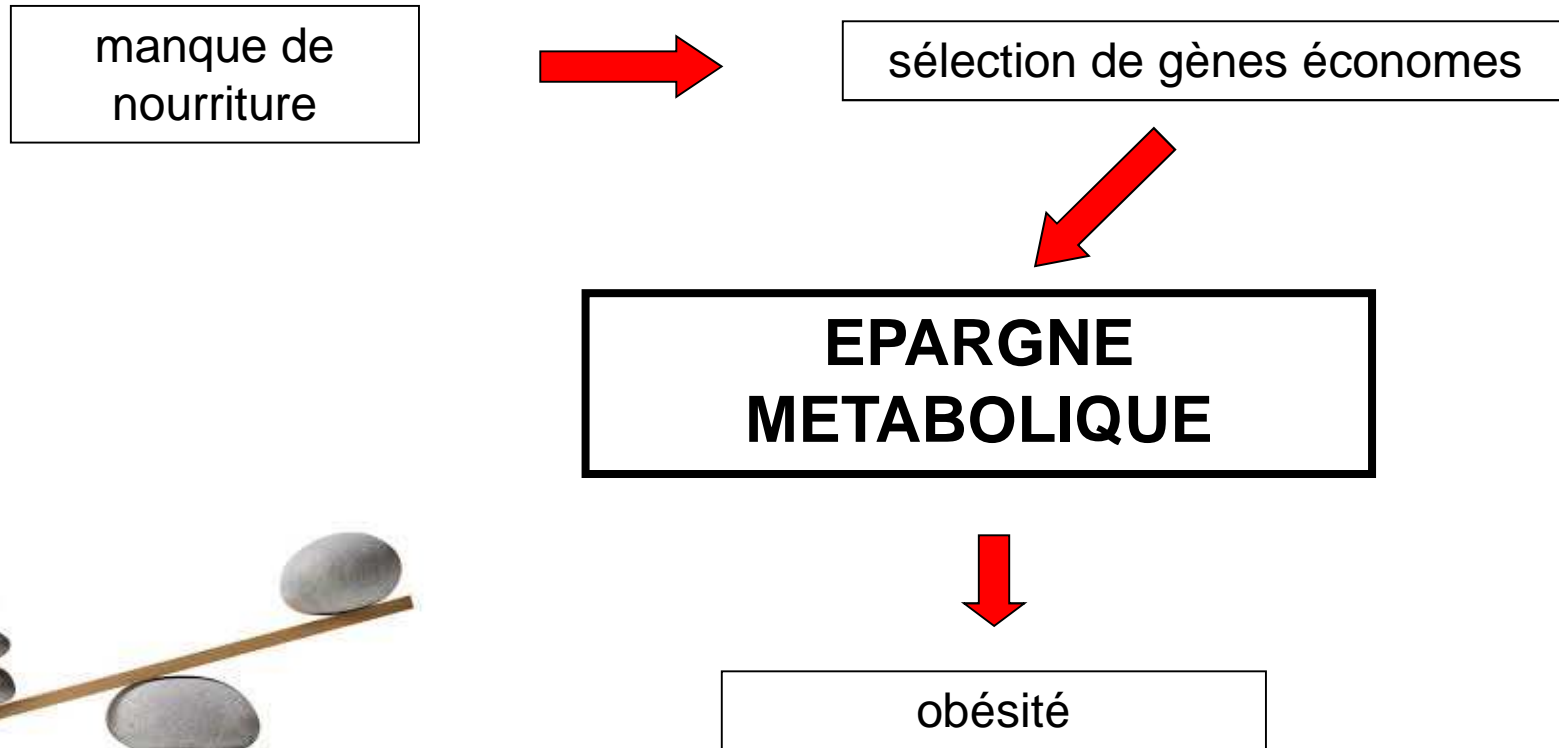 manque de
nourriture
sélection de gènes économes
EPARGNE
METABOLIQUE
obésité